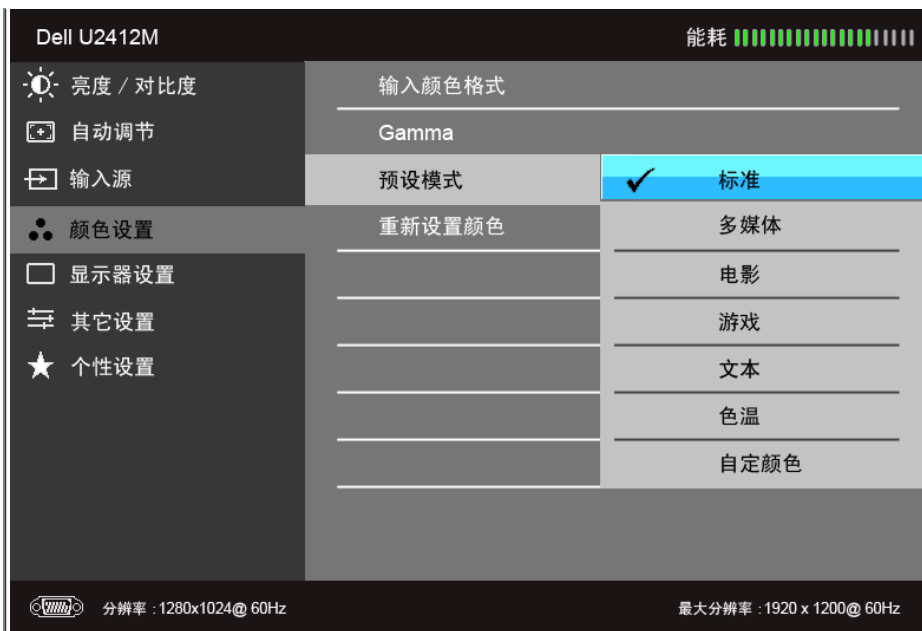 Dell U2412M 能耗
亮度 / 对比度 输入颜色格式
自动调节 Gamma
输入源 预设模式 标准
颜色设置 重新设置颜色 多媒体
显示器设置 电影
其它设置 游戏
个性设置 文本
色温
自定颜色
分辨率 : 1280x1024@ 60Hz 最大分辨率 : 1920 x 1200@ 60Hz